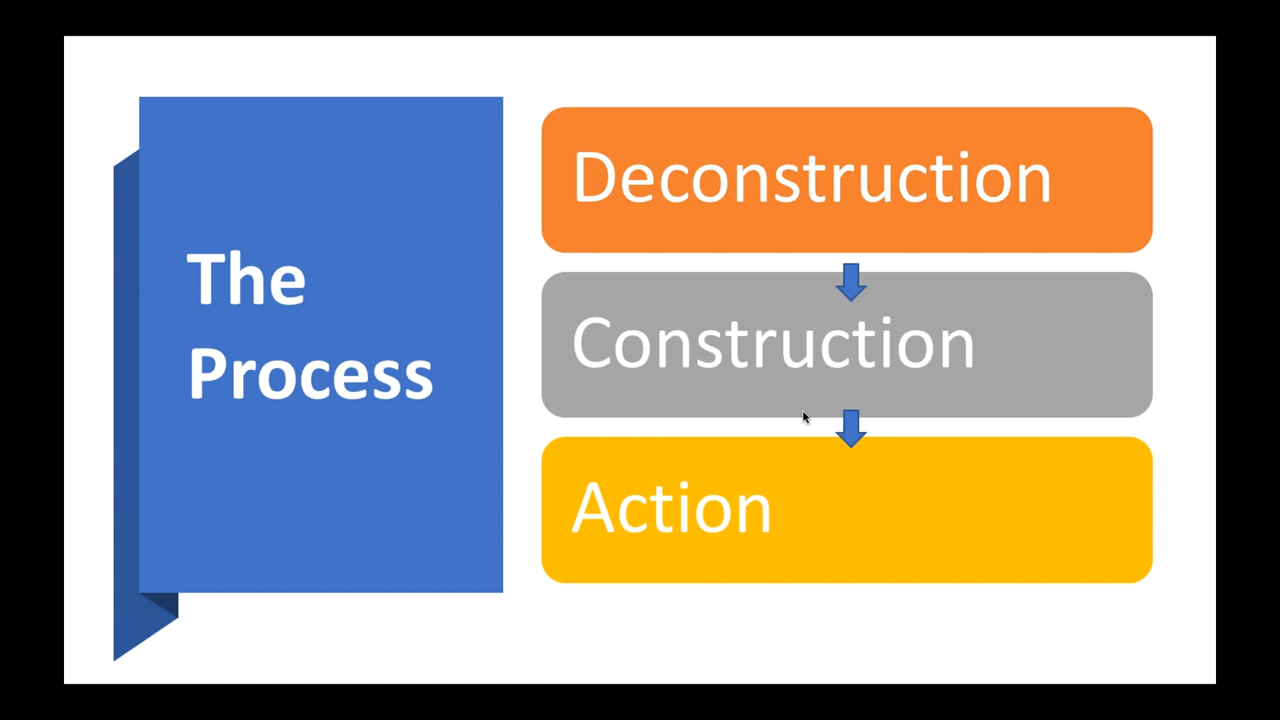 The
Process
Deconstruction
Construction
Action